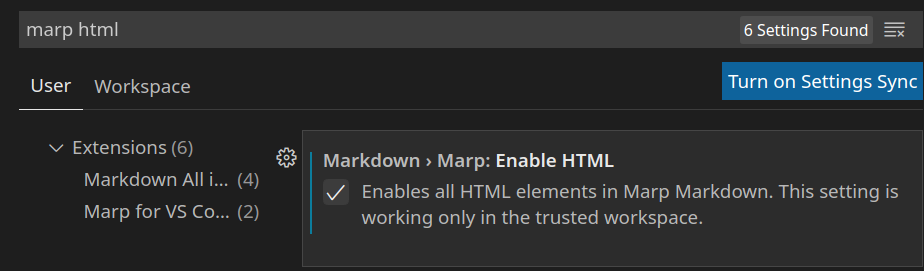 marp html
6 Settings Found
User
Workspace
Turn on Settings Sync
Extensions (6)
Markdown All i... (4)
Marp for VS Co... (2)
Markdown › Marp: Enable HTML
Enables all HTML elements in Marp Markdown. This setting is
working only in the trusted workspace.